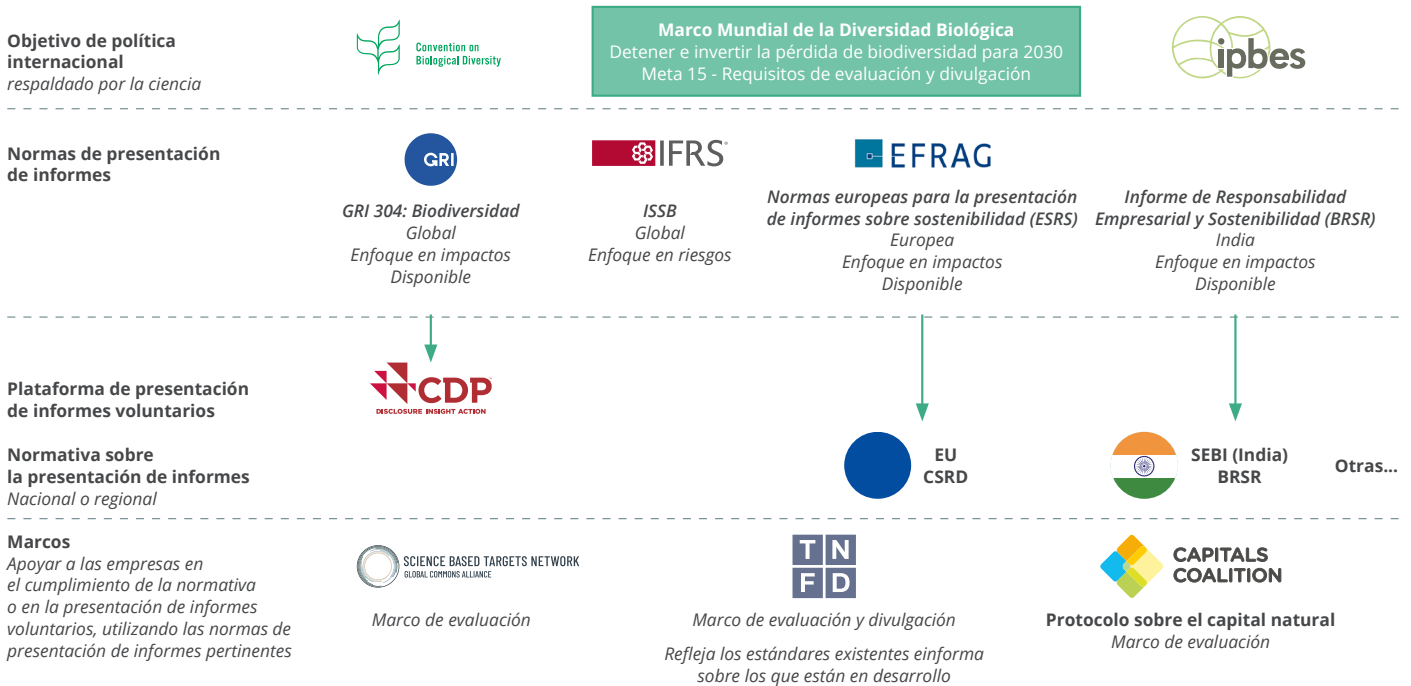 Objetivo de política
internacional
respaldado por la ciencia
Convention on
Biological Diversity
Marco Mundial de la Diversidad Biológica
Detener e invertir la pérdida de biodiversidad para 2030
Meta 15 - Requisitos de evaluación y divulgación
ipbes
Normas de presentación
de informes
GRI
GRI 304: Biodiversidad
Global
Enfoque en impactos
Disponible
IFRS
ISSB
Global
Enfoque en riesgos
EFRAG
Normas europeas para la presentación
de informes sobre sostenibilidad (ESRS)
Europea
Enfoque en impactos
Disponible
Informe de Responsabilidad
Empresarial y Sostenibilidad (BRSR)
India
Enfoque en impactos
Disponible
Plataforma de presentación
de informes voluntarios
CDP
DISCLOSURE INSIGHT ACTION
Normativa sobre
la presentación de informes
Nacional o regional
EU
CSRD
SEBI (India)
BRSR
Otras...
Marcos
Apoyar a las empresas en
el cumplimiento de la normativa
o en la presentación de informes
voluntarios, utilizando las normas de
presentación de informes pertinentes
SCIENCE BASED TARGETS NETWORK
GLOBAL COMMONS ALLIANCE
Marco de evaluación
TN
FD
Marco de evaluación y divulgación
Refleja los estándares existentes einforma
sobre los que están en desarrollo
CAPITALS
COALITION
Protocolo sobre el capital natural
Marco de evaluación